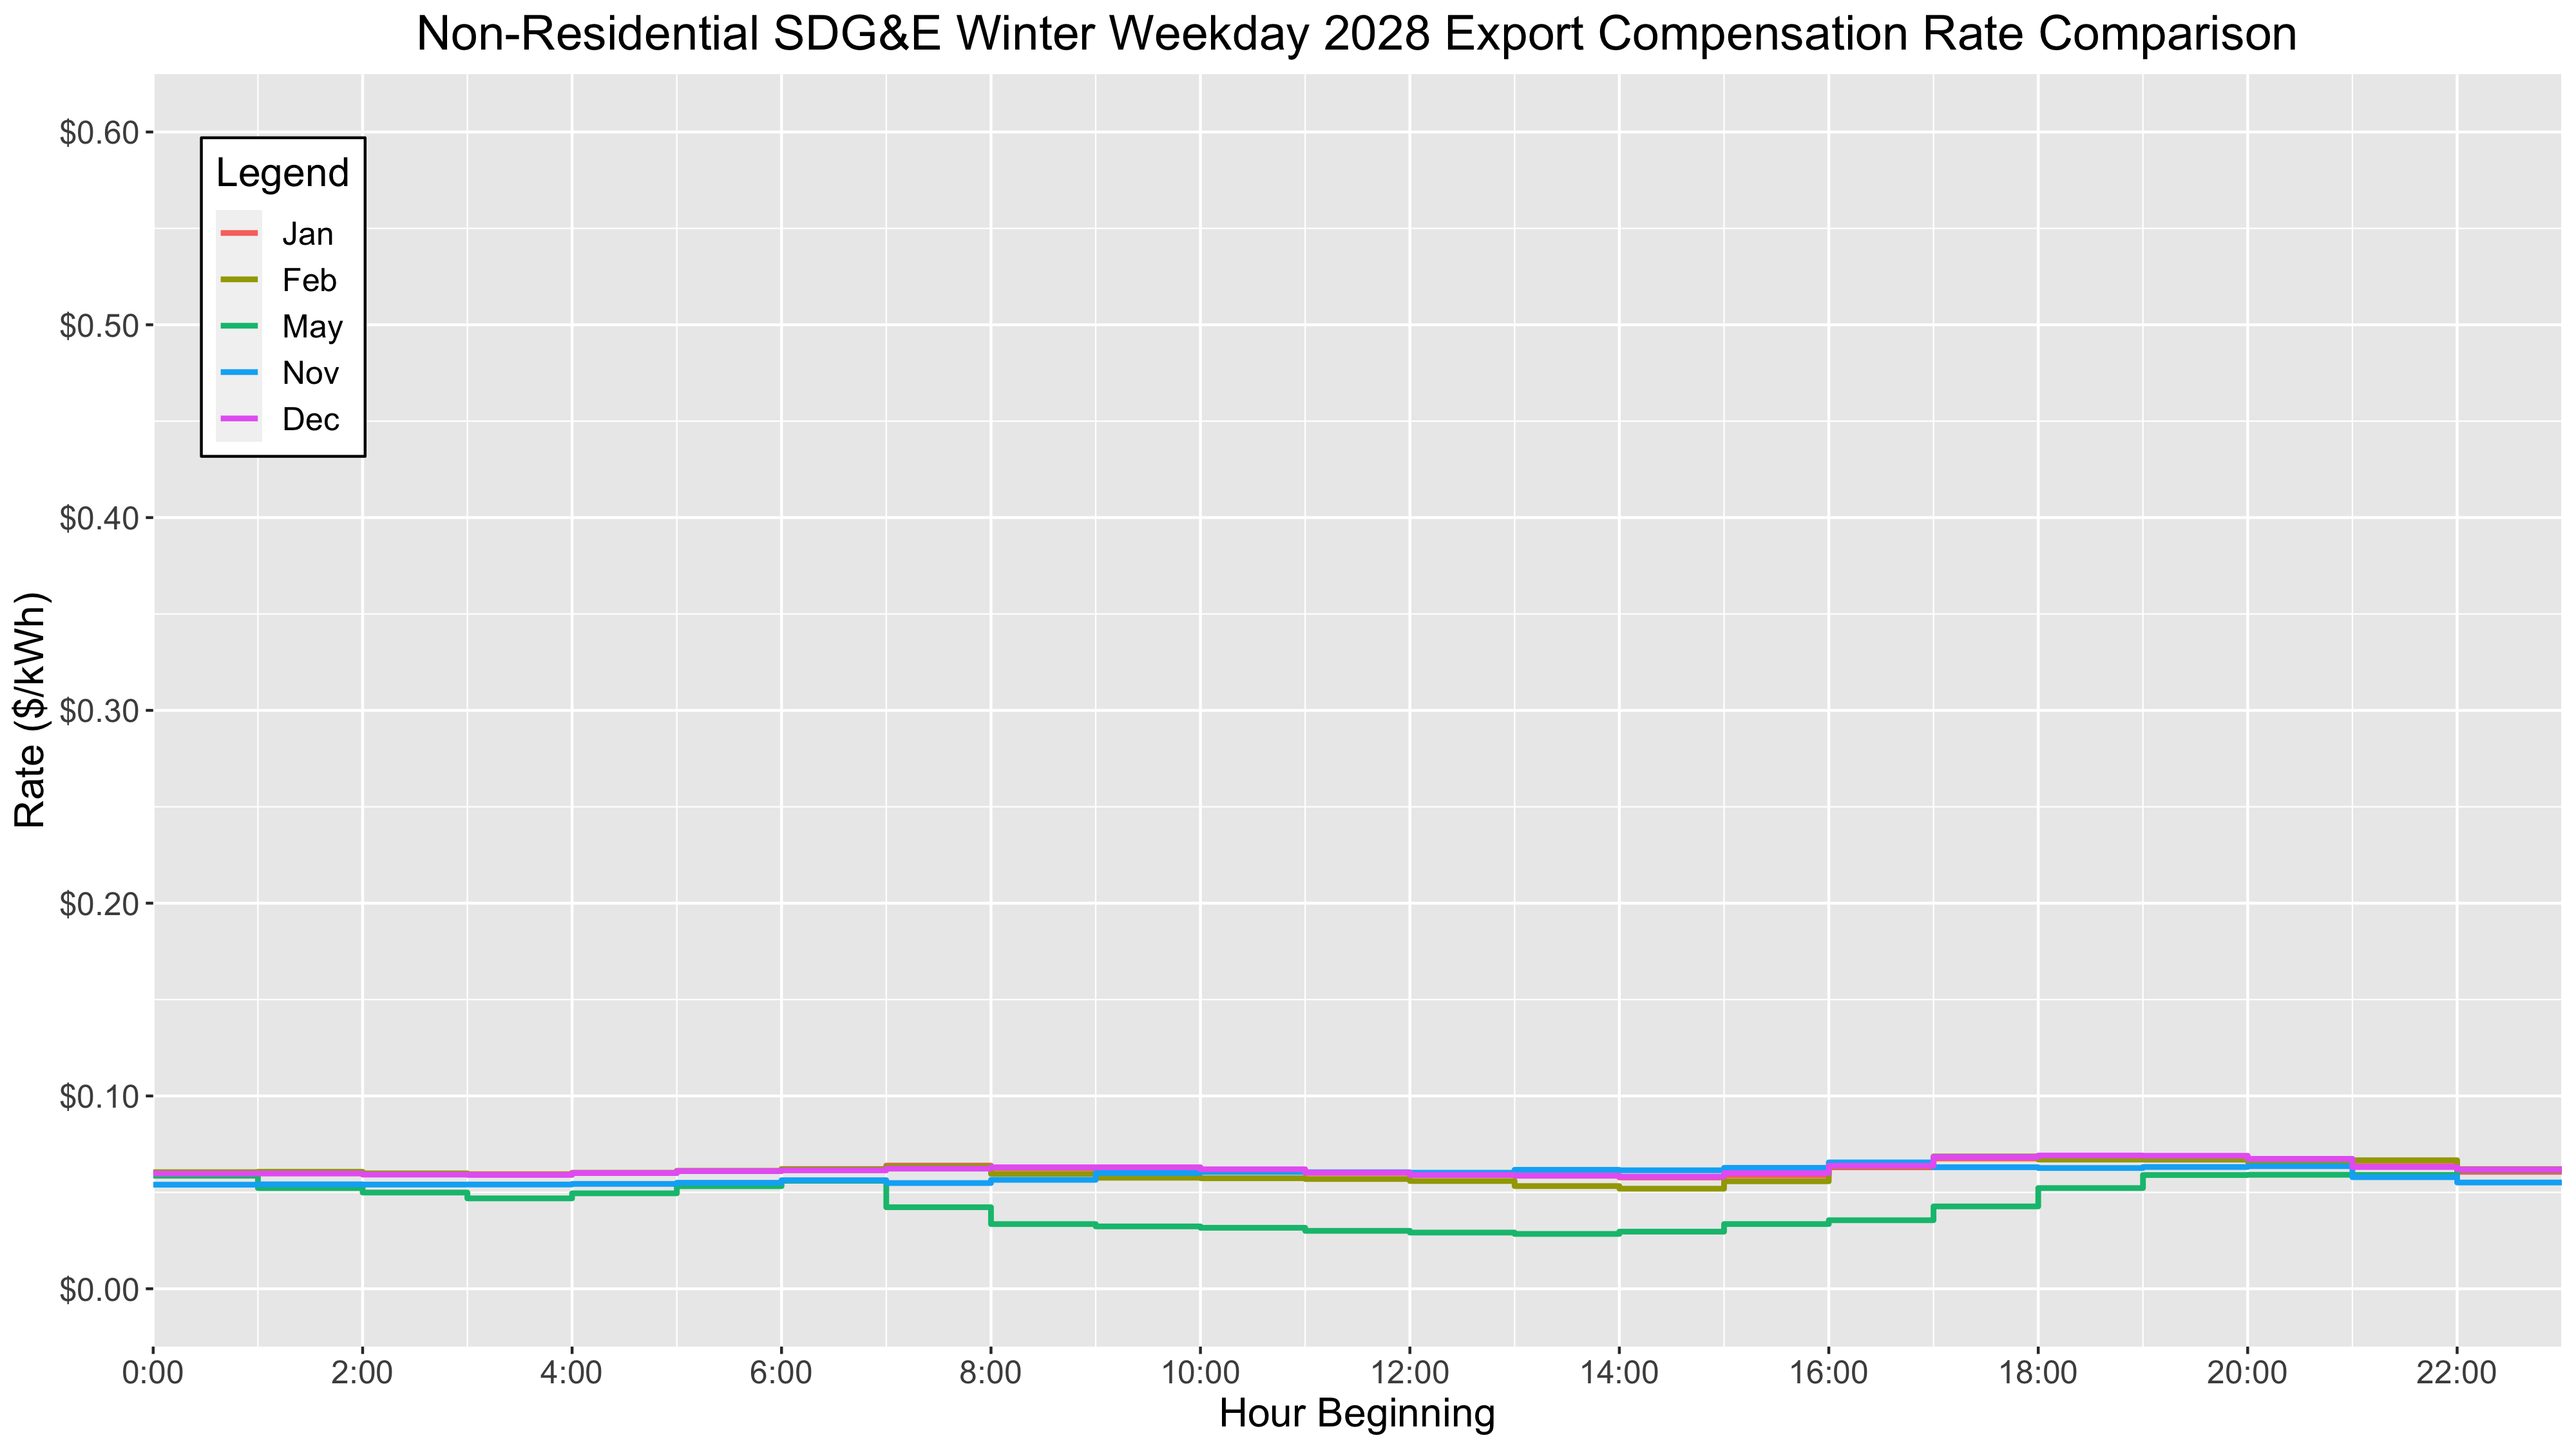 Non-Residential SDG&E Winter Weekday 2028 Export Compensation Rate Comparison
Legend
Jan
Feb
May
Nov
Dec
Rate ($/kWh)
$0.60
$0.50
$0.40
$0.30
$0.20
$0.10
$0.00
0:00 2:00 4:00 6:00 8:00 10:00 12:00 14:00 16:00 18:00 20:00 22:00
Hour Beginning